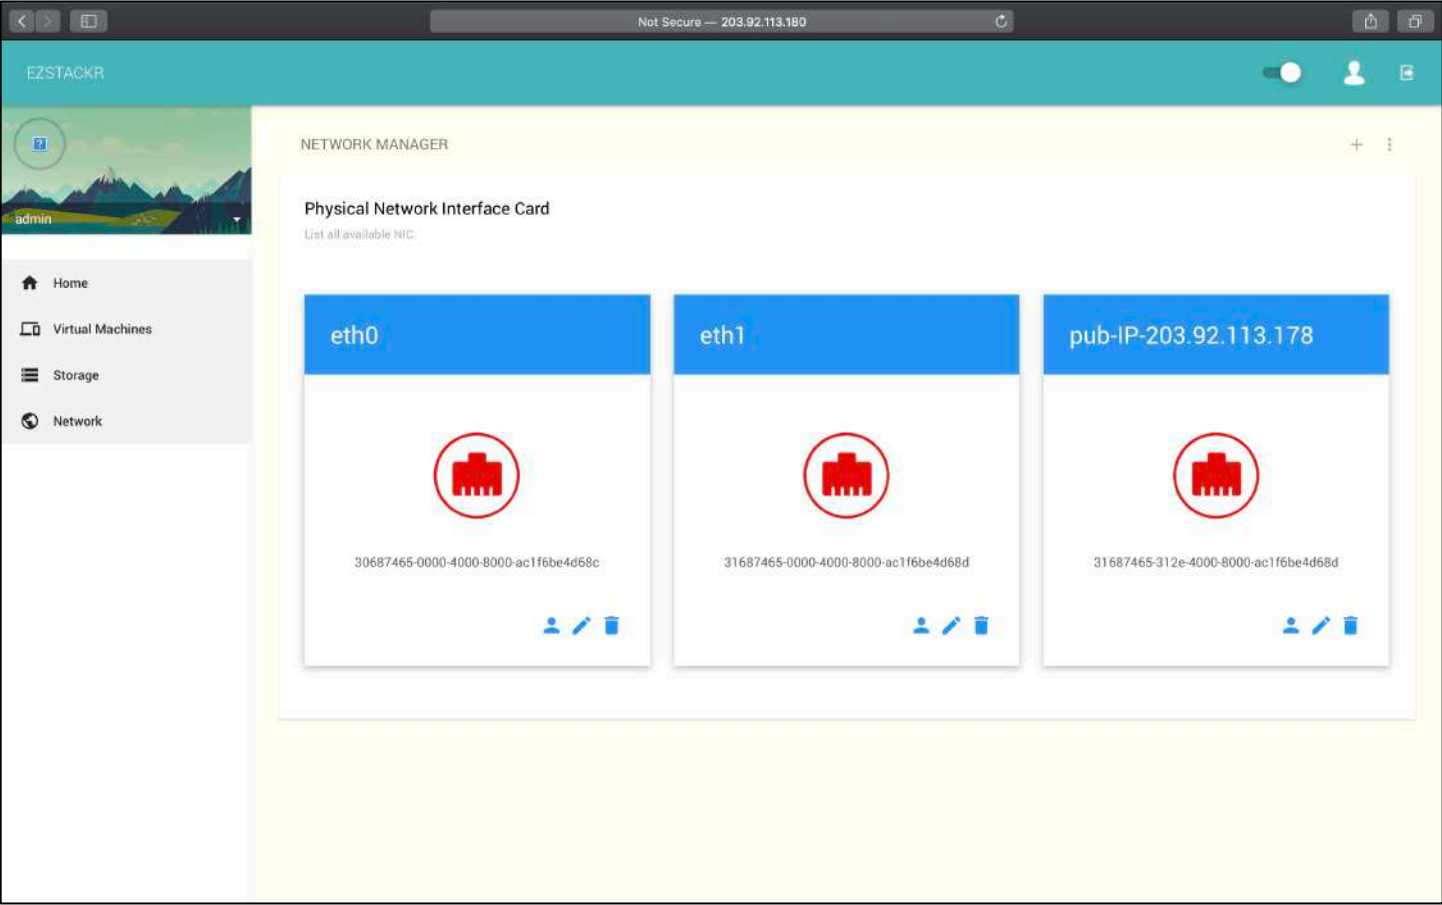 Not Secure — 203.92.113.180
EZSTACKR
admin
Home
Virtual Machines
Storage
Network
NETWORK MANAGER
Physical Network Interface Card
List all available NIC
eth0
30687465-0000-4000-8000-ac1f6be4d68c
eth1
31687465-0000-4000-8000-ac1f6be4d68d
pub-IP-203.92.113.178
31687465-312e-4000-8000-ac1f6be4d68d